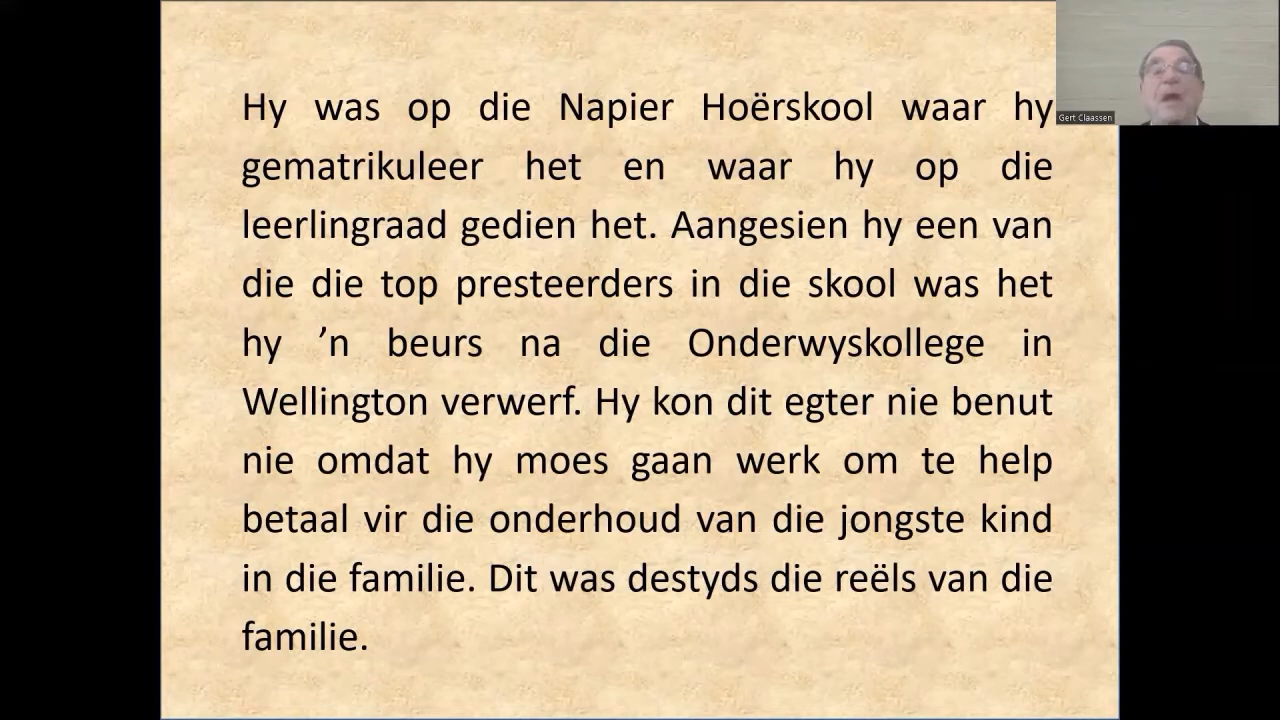 Hy was op die Napier Hoërskool waar hy
gematrikuleer het en waar hy op die
leerlingraad gedien het. Aangesien hy een van
die die top presteerders in die skool was het
hy ’n beurs na die Onderwyskollege in
Wellington verwerf. Hy kon dit egter nie benut
nie omdat hy moes gaan werk om te help
betaal vir die onderhoud van die jongste kind
in die familie. Dit was destyds die reëls van die
familie.
Gert Claassen